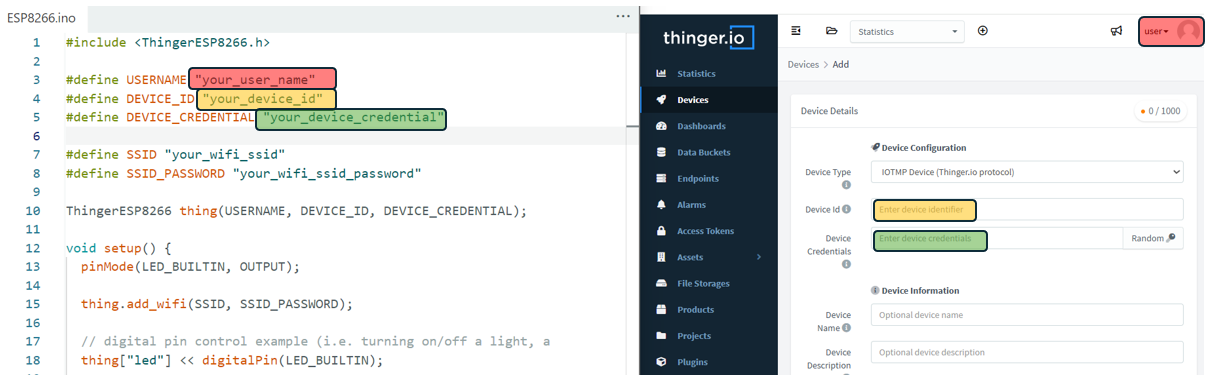 ESP8266.ino
...
1 #include <ThingerESP8266.h>
2
3 #define USERNAME "your_user_name"
4 #define DEVICE_ID "your_device_id"
5 #define DEVICE_CREDENTIAL "your_device_credential"
6
7 #define SSID "your_wifi_ssid"
8 #define SSID_PASSWORD "your_wifi_ssid_password"
9
10 ThingerESP8266 thing(USERNAME, DEVICE_ID, DEVICE_CREDENTIAL);
11
12 void setup() {
13 pinMode(LED_BUILTIN, OUTPUT);
14
15 thing.add_wifi(SSID, SSID_PASSWORD);
16
17 // digital pin control example (i.e. turning on/off a light, a
18 thing["led"] << digitalPin(LED_BUILTIN);
thinger.io
Statistics
Devices
Dashboards
Data Buckets
Endpoints
Alarms
Access Tokens
Assets
File Storages
Products
Projects
Plugins
Statistics
user
Devices > Add
Device Details
0 / 1000
Device Configuration
Device Type
IOTMP Device (Thinger.io protocol)
Device Id
Enter device identifier
Device Credentials
Enter device credentials
Random
Device Information
Device Name
Optional device name
Device Description
Optional device description